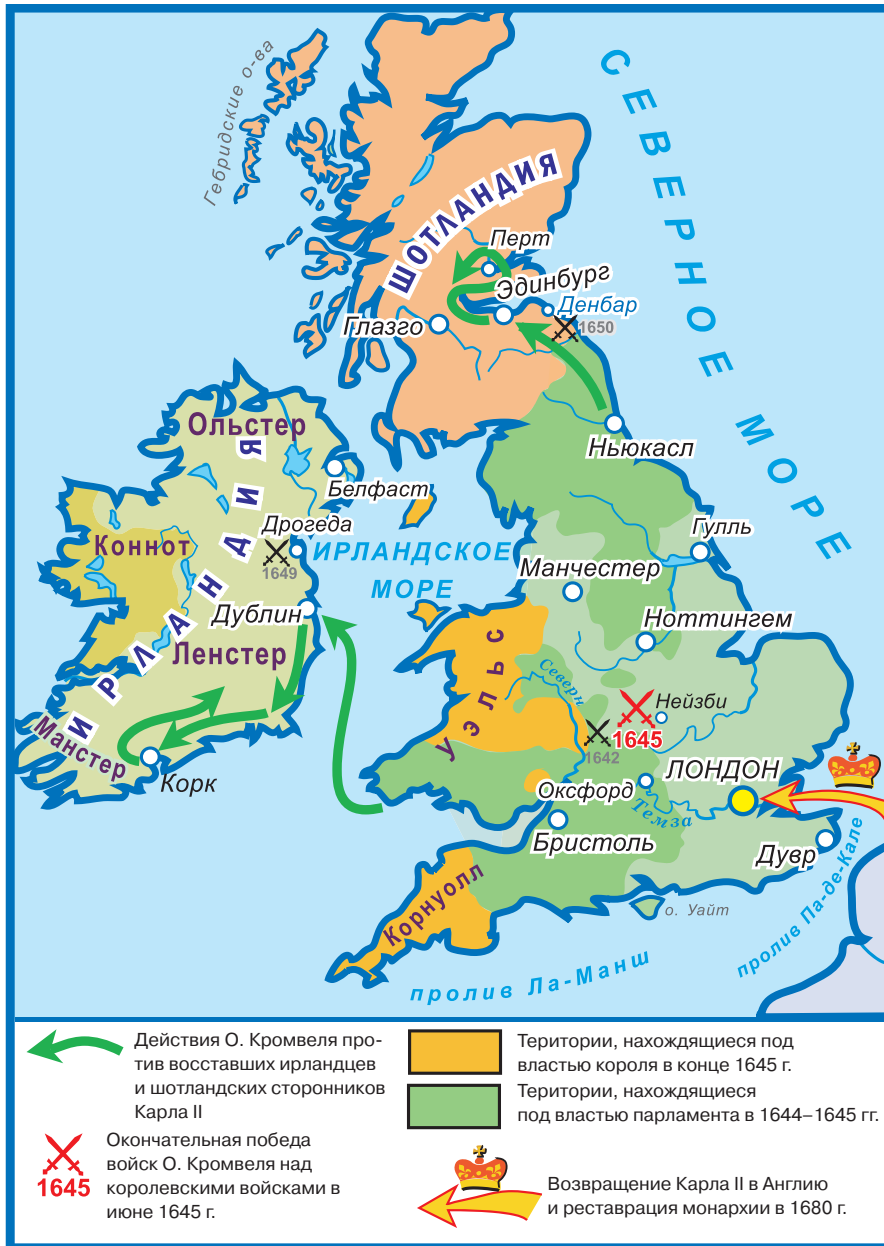 СЕВЕРНОЕ МОРЕ
Гебридские о-ва
ШОТЛАНДИЯ
Перт
Эдинбург
Денбар
1650
Глазго
Ньюкасл
Ольстер
ИРЛАНДИЯ
Белфаст
Дрогеда
1649
Коннот
ИРЛАНДСКОЕ
МОРЕ
Гулль
Манчестер
Дублин
Ноттингем
Ленстер
Уэльс
Северн
Нейзби
1645
1642
Манстер
Корк
ЛОНДОН
Оксфорд
Темза
Бристоль
Дувр
Корнуолл
о. Уайт
пролив Па-де-Кале
пролив Ла-Манш
Действия О. Кромвеля про-
тив восставших ирландцев
и шотландских сторонников
Карла II
1645
Окончательная победа
войск О. Кромвеля над
королевскими войсками в
июне 1645 г.
Територии, нахождящиеся под
властью короля в конце 1645 г.
Територии, нахождящиеся
под властью парламента в 1644–1645 гг.
Возвращение Карла II в Англию
и реставрация монархии в 1680 г.